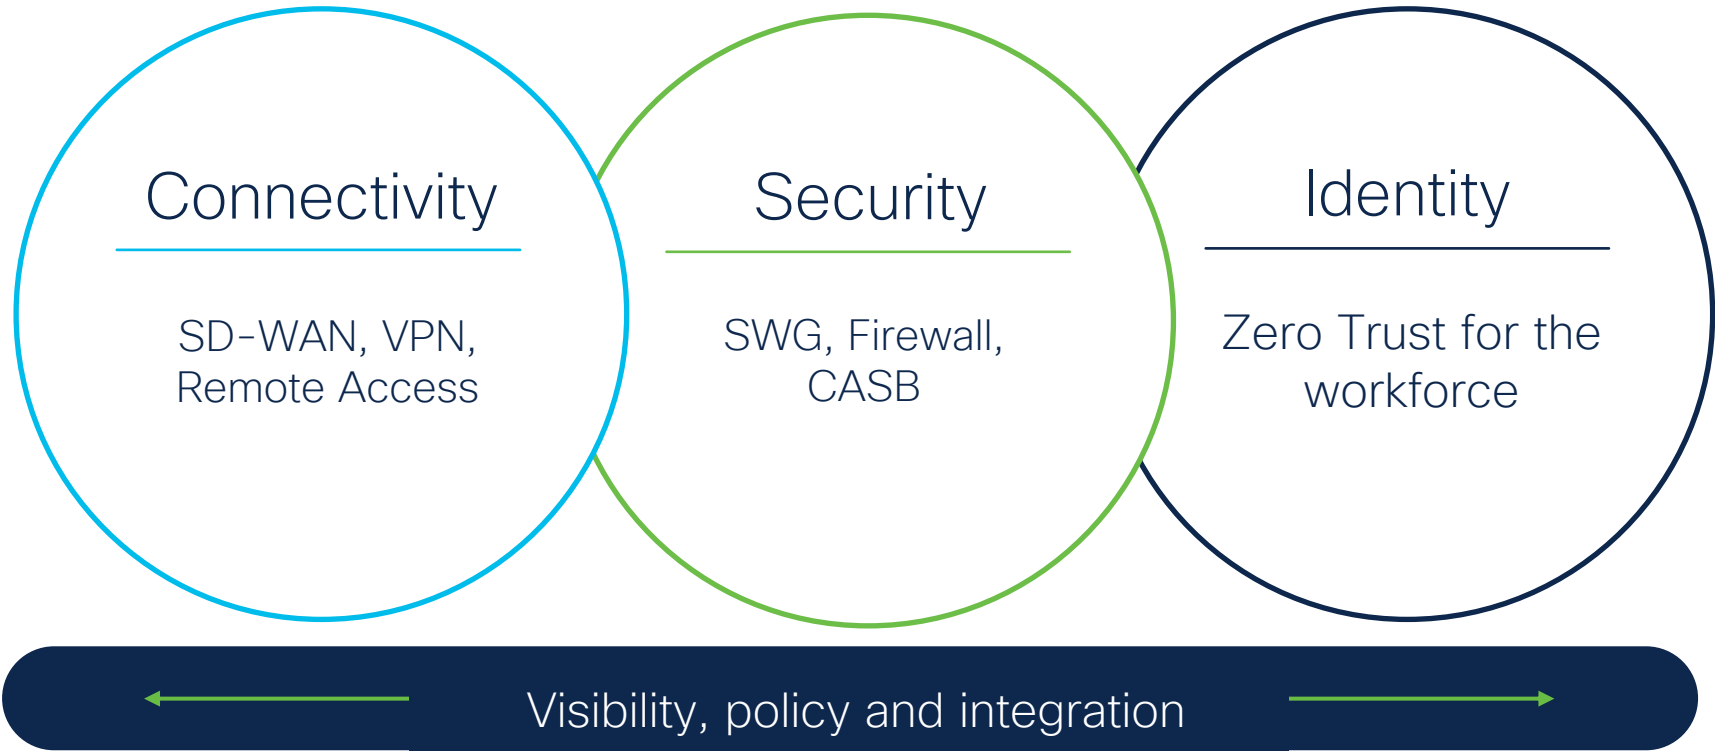 Connectivity
SD-WAN, VPN,
Remote Access
Security
SWG, Firewall,
CASB
Identity
Zero Trust for the
workforce
Visibility, policy and integration